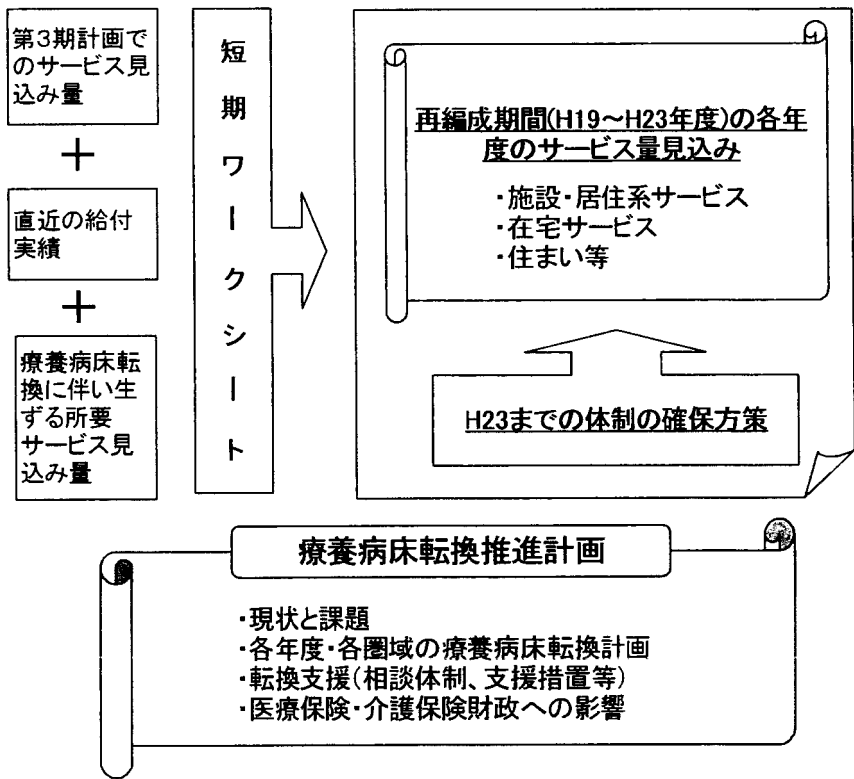 第3期計画で
のサービス見
込み量
＋
直近の給付
実績
＋
療養病床転
換に伴い生
ずる所要
サービス見
込み量
短期ワークシート
再編成期間(H19～H23年度)の各年
度のサービス量見込み
・施設・居住系サービス
・在宅サービス
・住まい等
H23までの体制の確保方策
療養病床転換推進計画
・現状と課題
・各年度・各圏域の療養病床転換計画
・転換支援(相談体制、支援措置等)
・医療保険・介護保険財政への影響